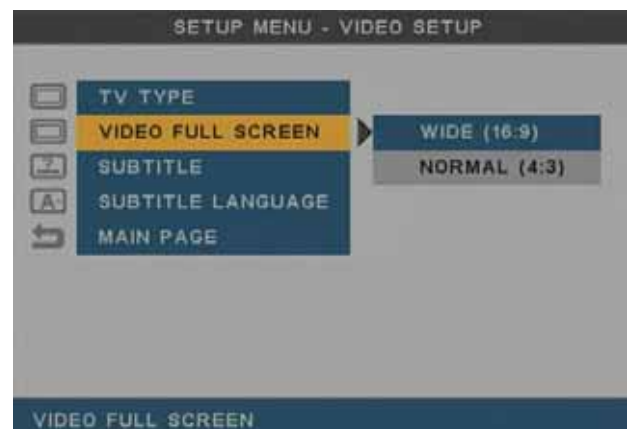 SETUP MENU - VIDEO SETUP
TV TYPE
VIDEO FULL SCREEN
WIDE (16:9)
SUBTITLE
NORMAL (4:3)
SUBTITLE LANGUAGE
MAIN PAGE
VIDEO FULL SCREEN